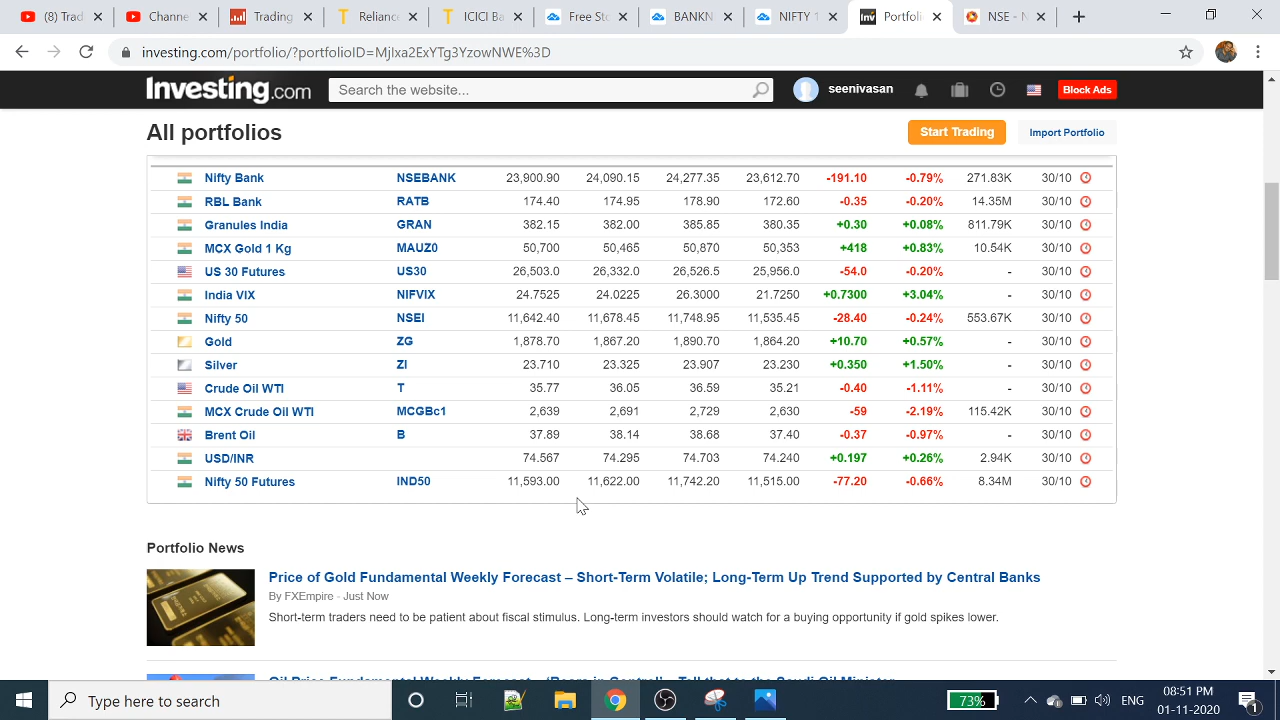 (8) Trad
Channe
Trading
Relianc
ICICI Ba
Free Sto
BANKN
NIFTY 1
Portfoli
NSE - N
investing.com/portfolio/?portfolioID=MjIxa2ExYTg3YzowNWE%3D
Investing.com
Search the website...
seenivasan
Block Ads
All portfolios
Start Trading
Import Portfolio
Nifty Bank NSEBANK 23,900.90 24,090.15 24,277.35 23,612.70 -191.10 -0.79% 271.83K 30/10
RBL Bank RATB 174.40 174.95 178.90 172.60 -0.35 -0.20% 14.35M 30/10
Granules India GRAN 382.15 382.00 385.85 380.35 +0.30 +0.08% 811.79K 30/10
MCX Gold 1 Kg MAUZ0 50,700 50,465 50,870 50,353 +418 +0.83% 10.54K 30/10
US 30 Futures US30 26,503.0 26,532.0 26,526.5 25,956.0 -54.0 -0.20% - 30/10
India VIX NIFVIX 24.7525 24.0225 26.3000 21.7250 +0.7300 +3.04% - 30/10
Nifty 50 NSEI 11,642.40 11,678.45 11,748.95 11,535.45 -28.40 -0.24% 553.67K 30/10
Gold ZG 1,878.70 1,867.20 1,890.70 1,864.20 +10.70 +0.57% - 30/10
Silver ZI 23.710 23.325 23.907 23.230 +0.350 +1.50% - 30/10
Crude Oil WTI T 35.77 36.05 36.59 35.21 -0.40 -1.11% - 30/10
MCX Crude Oil WTI MCGBc1 2,639 2,691 2,729 2,630 -59 -2.19% 115.42K 30/10
Brent Oil B 37.89 38.14 38.68 37.40 -0.37 -0.97% - 30/10
USD/INR 74.567 74.295 74.703 74.240 +0.197 +0.26% 2.94K 30/10
Nifty 50 Futures IND50 11,593.00 11,622.00 11,742.20 11,515.00 -77.20 -0.66% 8.34M 30/10
Portfolio News
Price of Gold Fundamental Weekly Forecast – Short-Term Volatile; Long-Term Up Trend Supported by Central Banks
By FXEmpire - Just Now
Short-term traders need to be patient about fiscal stimulus. Long-term investors should watch for a buying opportunity if gold spikes lower.
Oil Price Fundamental Weekly Forecast – 'Bears in Control' – Tell that to the Saudi Oil Minister
Type here to search
73%
ENG
08:51 PM
01-11-2020
1